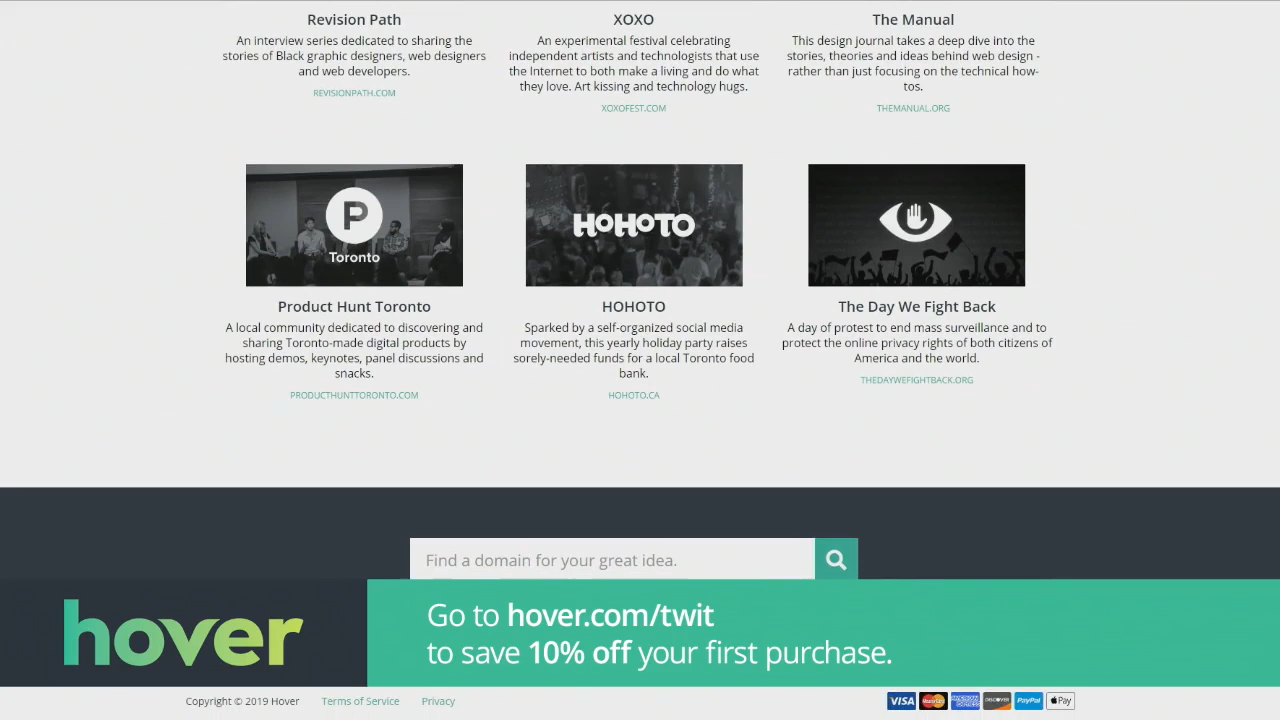 Revision Path
An interview series dedicated to sharing the
stories of Black graphic designers, web designers
and web developers.
REVISIONPATH.COM
XOXO
An experimental festival celebrating
independent artists and technologists that use
the Internet to both make a living and do what
they love. Art kissing and technology hugs.
XOXOFEST.COM
The Manual
This design journal takes a deep dive into the
stories, theories and ideas behind web design -
rather than just focusing on the technical how-
tos.
THEMANUAL.ORG
P
Toronto
Product Hunt Toronto
A local community dedicated to discovering and
sharing Toronto-made digital products by
hosting demos, keynotes, panel discussions and
snacks.
PRODUCTHUNTTORONTO.COM
HOHOTO
HOHOTO
Sparked by a self-organized social media
movement, this yearly holiday party raises
sorely-needed funds for a local Toronto food
bank.
HOHOTO.CA
The Day We Fight Back
A day of protest to end mass surveillance and to
protect the online privacy rights of both citizens of
America and the world.
THEDAYWEFIGHTBACK.ORG
Find a domain for your great idea.
hover
Go to hover.com/twit
to save 10% off your first purchase.
Copyright © 2019 Hover
Terms of Service
Privacy
VISA
MasterCard
AMERICAN EXPRESS
DISCOVER
PayPal
Pay